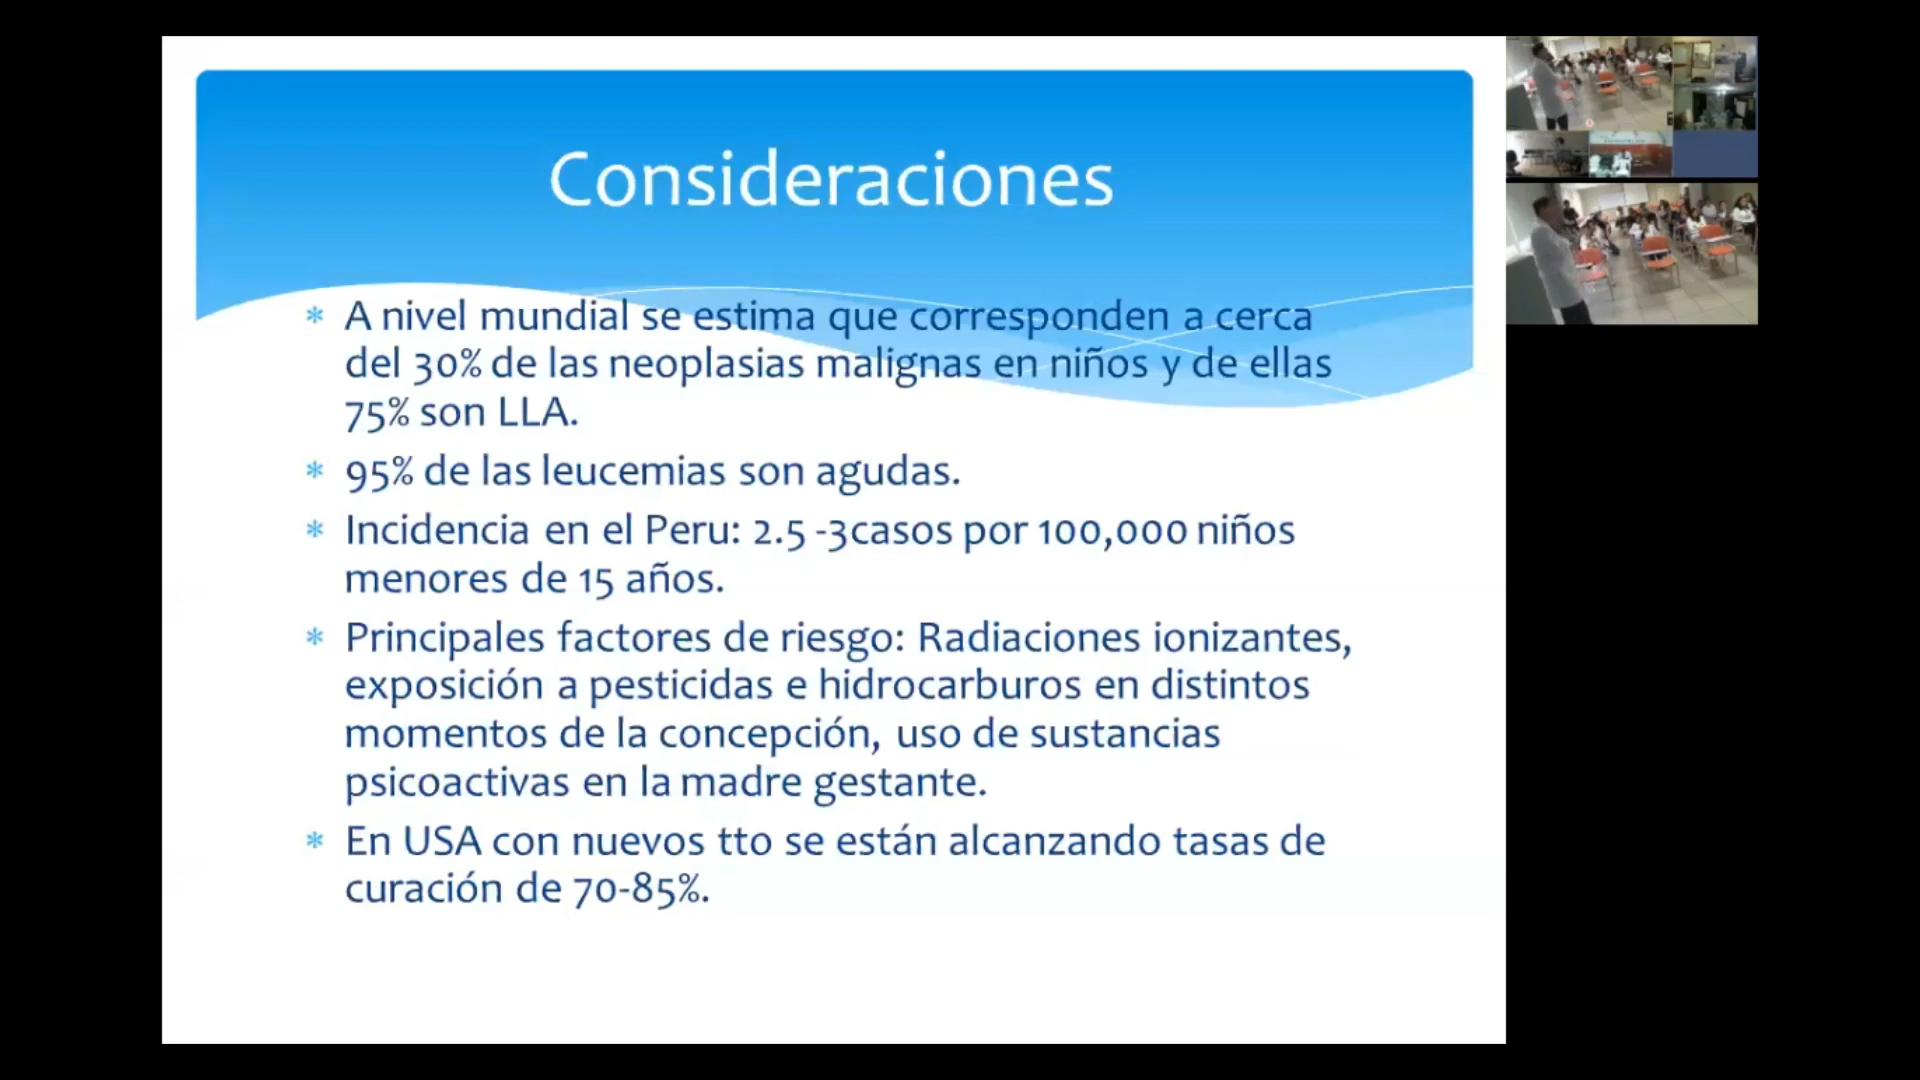 Consideraciones
* A nivel mundial se estima que corresponden a cerca
del 30% de las neoplasias malignas en niños y de ellas
75% son LLA.
* 95% de las leucemias son agudas.
* Incidencia en el Peru: 2.5 -3casos por 100,000 niños
menores de 15 años.
* Principales factores de riesgo: Radiaciones ionizantes,
exposición a pesticidas e hidrocarburos en distintos
momentos de la concepción, uso de sustancias
psicoactivas en la madre gestante.
* En USA con nuevos tto se están alcanzando tasas de
curación de 70-85%.